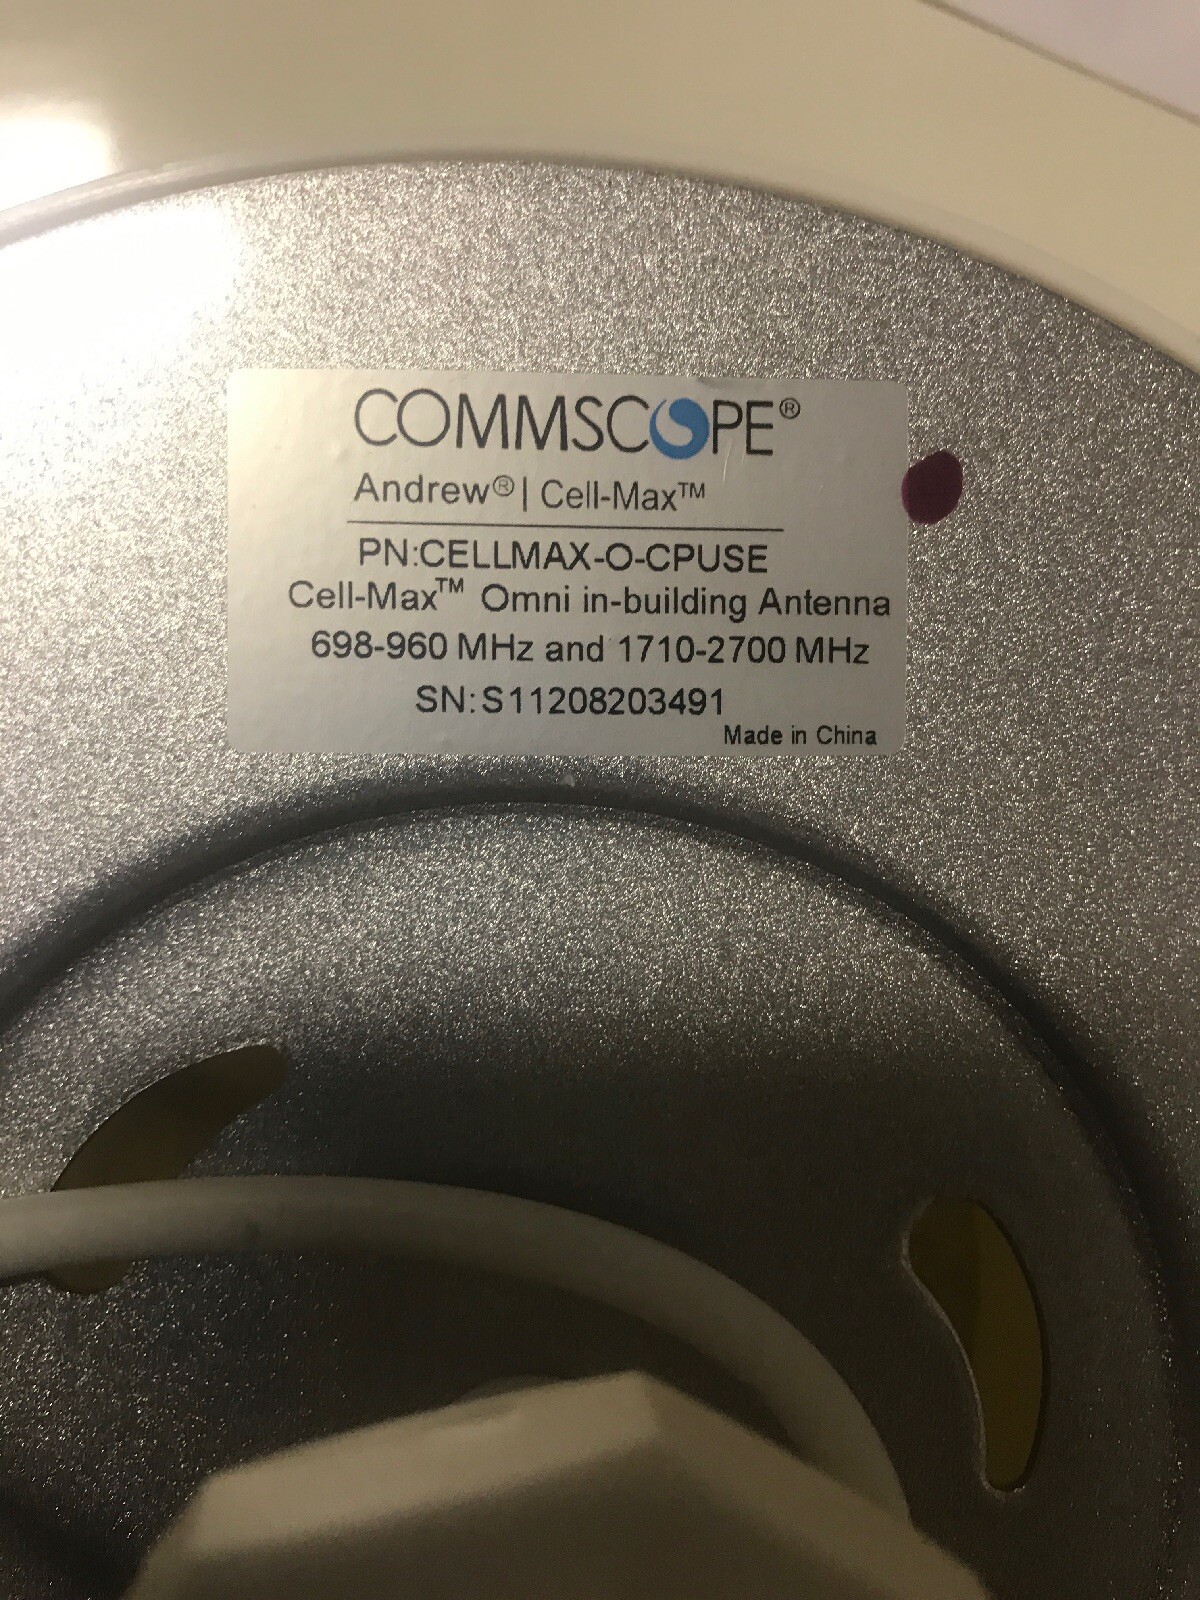 COMMSCOPE®
Andrew® | Cell-Max™
PN:CELLMAX-O-CPUSE
Cell-Max™ Omni in-building Antenna
698-960 MHz and 1710-2700 MHz
SN:S11208203491
Made in China